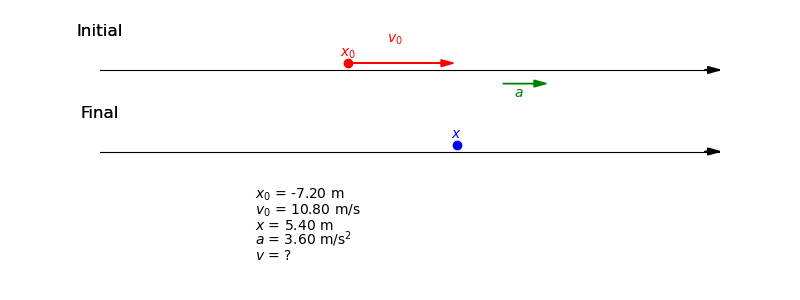 Initial
v₀
x₀
a
Final
x
x₀ = -7.20 m
v₀ = 10.80 m/s
x = 5.40 m
a = 3.60 m/s²
v = ?